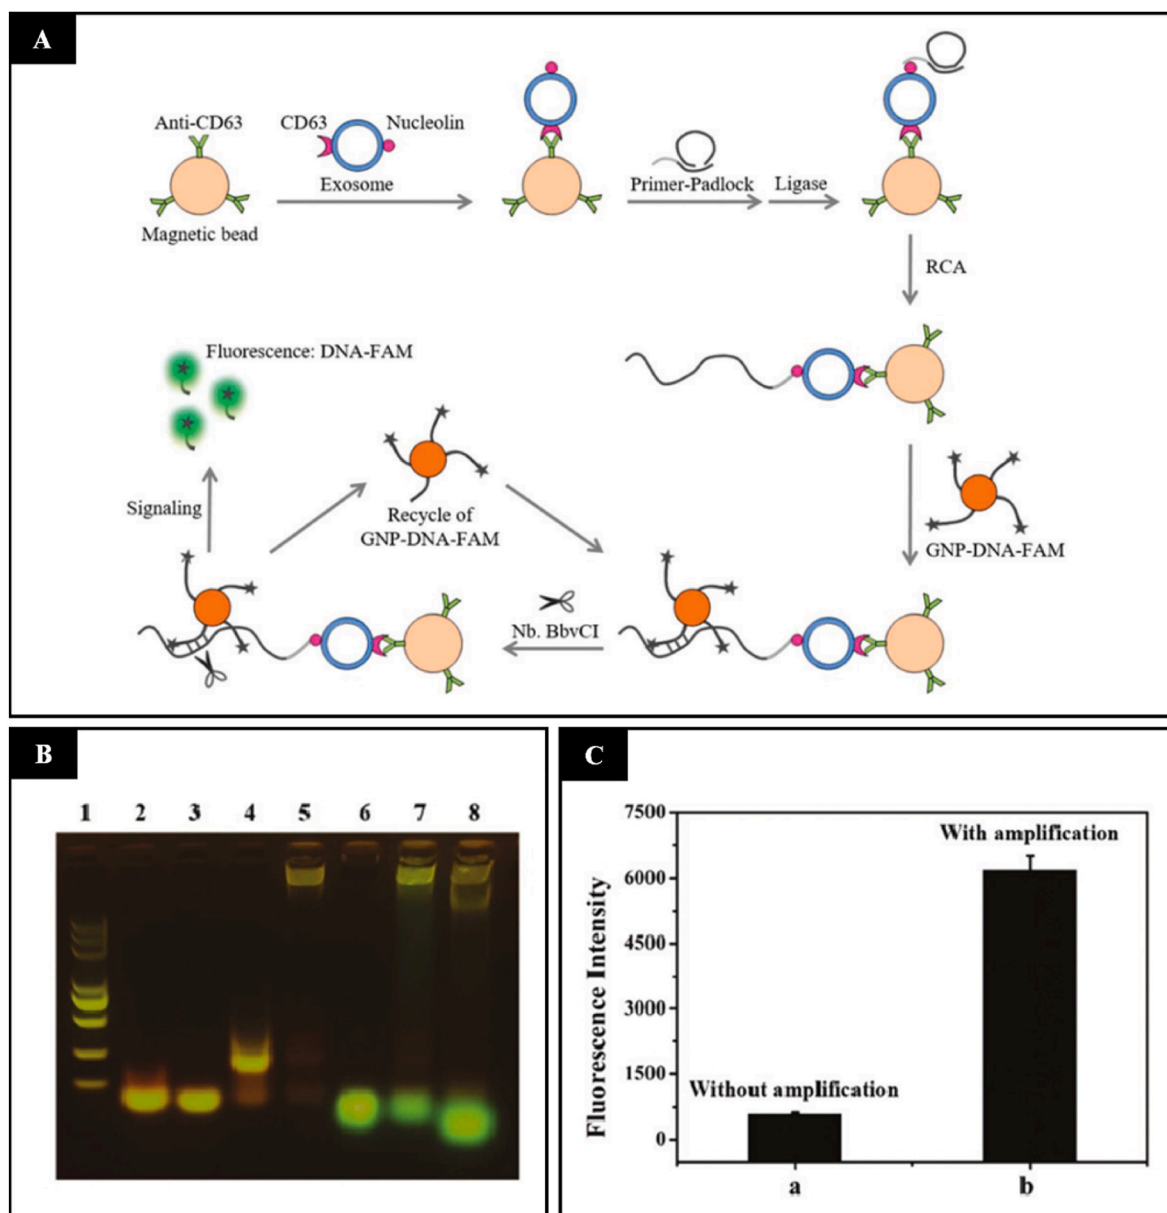 A
Anti-CD63
CD63
Nucleolin
Exosome
Magnetic bead
Primer-Padlock
Ligase
RCA
Fluorescence: DNA-FAM
Signaling
Recycle of
GNP-DNA-FAM
GNP-DNA-FAM
Nb. BbvCI
B
1 2 3 4 5 6 7 8
C
Fluorescence Intensity
7500
6000
4500
3000
1500
0
With amplification
Without amplification
a
b